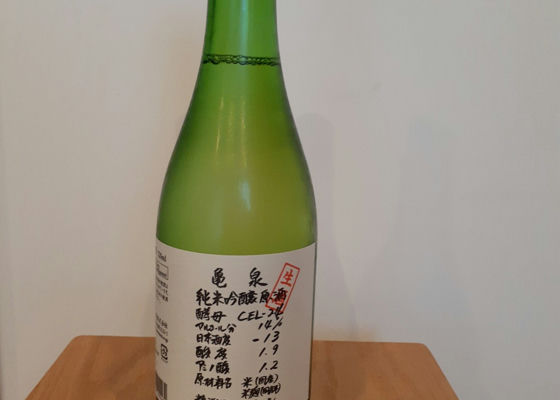 亀泉
生
純米吟醸原酒
酵母 CEL-24
アルコール分 14%
日本酒度 -13
酸度 1.9
アミノ酸 1.2
原材料名 米(国産)
米麹(国産米)